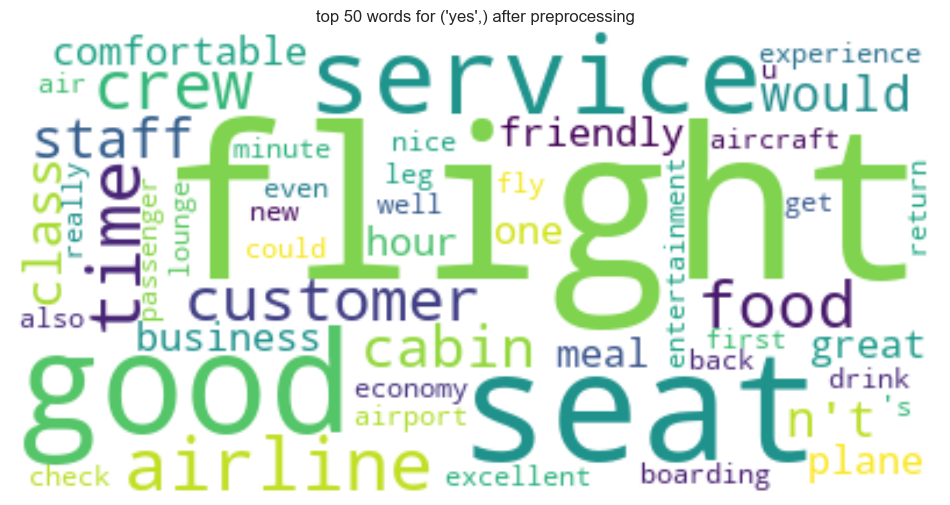 top 50 words for ('yes',) after preprocessing
comfortable
service
experience
air
crew
u
would
staff
flight
minute
nice
friendly
aircraft
class
really
time
passenger
lounge
even
new
could
leg
well
hour
fly
one
entertainment
get
return
also
customer
food
business
cabin
meal
first
back
great
good
economy
airport
seat
drink
n't
's
check
airline
excellent
boarding
plane